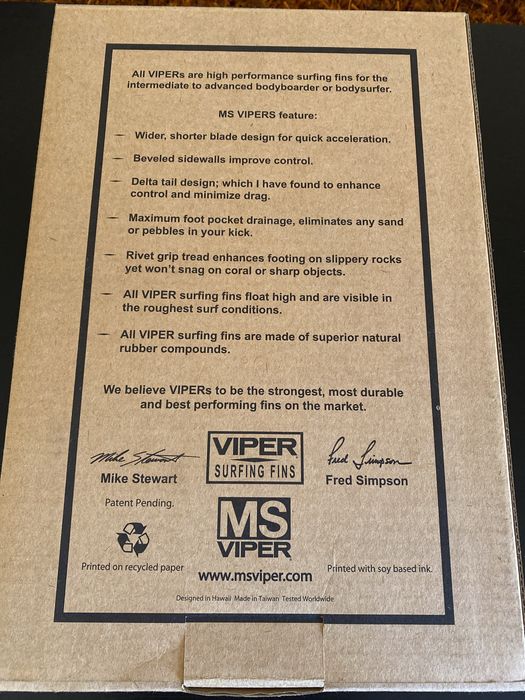 All VIPERs are high performance surfing fins for the
intermediate to advanced bodyboarder or bodysurfer.
MS VIPERS feature:
— Wider, shorter blade design for quick acceleration.
— Beveled sidewalls improve control.
— Delta tail design; which I have found to enhance
control and minimize drag.
— Maximum foot pocket drainage, eliminates any sand
or pebbles in your kick.
— Rivet grip tread enhances footing on slippery rocks
yet won't snag on coral or sharp objects.
— All VIPER surfing fins float high and are visible in
the roughest surf conditions.
— All VIPER surfing fins are made of superior natural
rubber compounds.
We believe VIPERs to be the strongest, most durable
and best performing fins on the market.
Mike Stewart
Mike Stewart
Patent Pending.
Printed on recycled paper
VIPER
SURFING FINS
MS
VIPER
www.msviper.com
Fred Simpson
Fred Simpson
Printed with soy based ink.
Designed in Hawaii Made in Taiwan Tested Worldwide